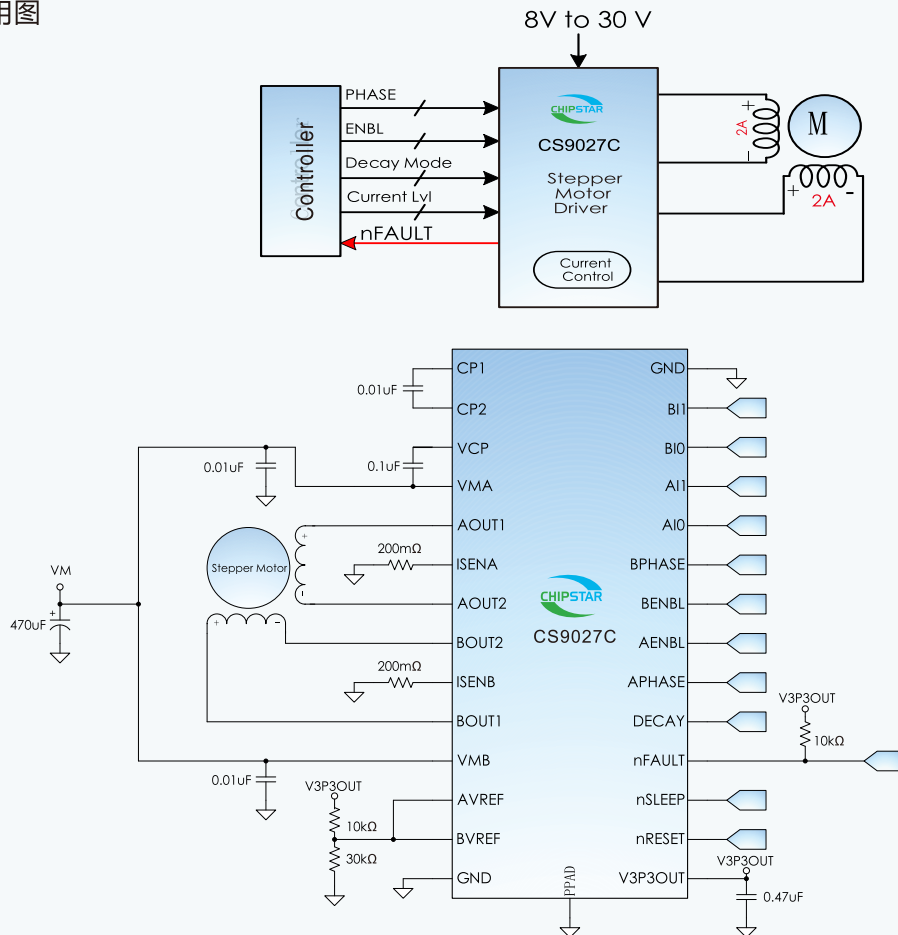 用图
8V to 30 V
PHASE
ENBL
Decay Mode
Current Lvl
nFAULT
Controller
CHIPSTAR
CS9027C
Stepper
Motor
Driver
Current
Control
+
2A
-
M
+
-
2A
CP1
CP2
VCP
VMA
AOUT1
ISENA
AOUT2
BOUT2
ISENB
BOUT1
VMB
AVREF
BVREF
GND
GND
BI1
BI0
AI1
AI0
BPHASE
BENBL
AENBL
APHASE
DECAY
nFAULT
nSLEEP
nRESET
V3P3OUT
PPAD
CHIPSTAR
CS9027C
0.01uF
0.1uF
0.01uF
Stepper Motor
+
-
+
-
200mΩ
200mΩ
VM
+
470uF
0.01uF
V3P3OUT
10kΩ
30kΩ
V3P3OUT
10kΩ
V3P3OUT
0.47uF